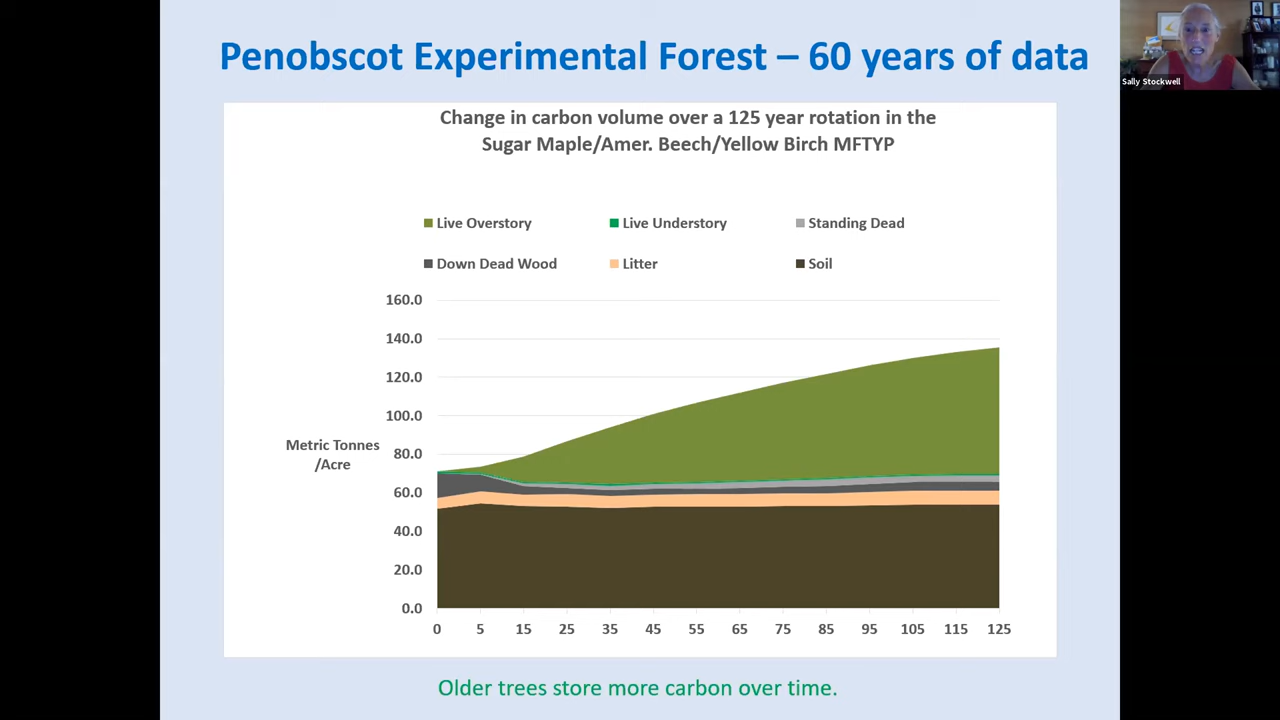 Penobscot Experimental Forest – 60 years of data
Sally Stockwell
Change in carbon volume over a 125 year rotation in the
Sugar Maple/Amer. Beech/Yellow Birch MFTYP
Live Overstory Live Understory Standing Dead
Down Dead Wood Litter Soil
160.0
140.0
120.0
100.0
80.0
60.0
40.0
20.0
0.0
Metric Tonnes
/Acre
0 5 15 25 35 45 55 65 75 85 95 105 115 125
Older trees store more carbon over time.